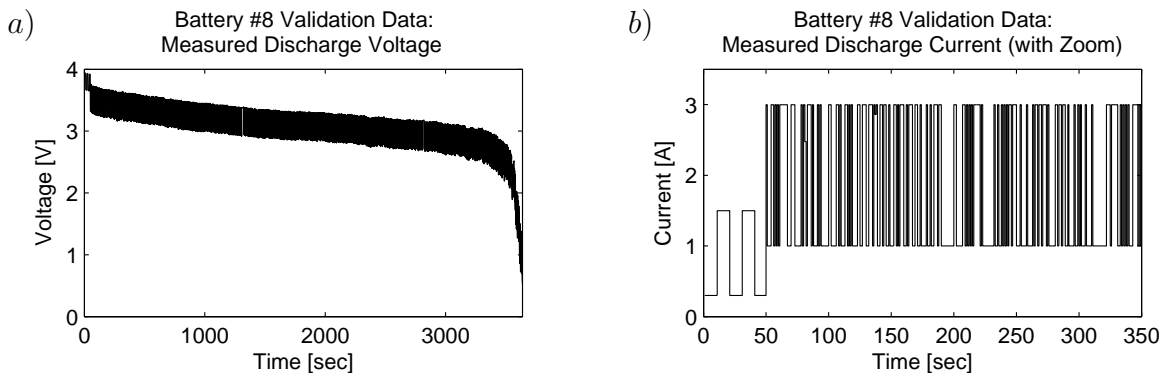 a)
Battery #8 Validation Data:
Measured Discharge Voltage
Voltage [V]
4
3
2
1
0
0 1000 2000 3000
Time [sec]
b)
Battery #8 Validation Data:
Measured Discharge Current (with Zoom)
Current [A]
3
2
1
0
0 50 100 150 200 250 300 350
Time [sec]